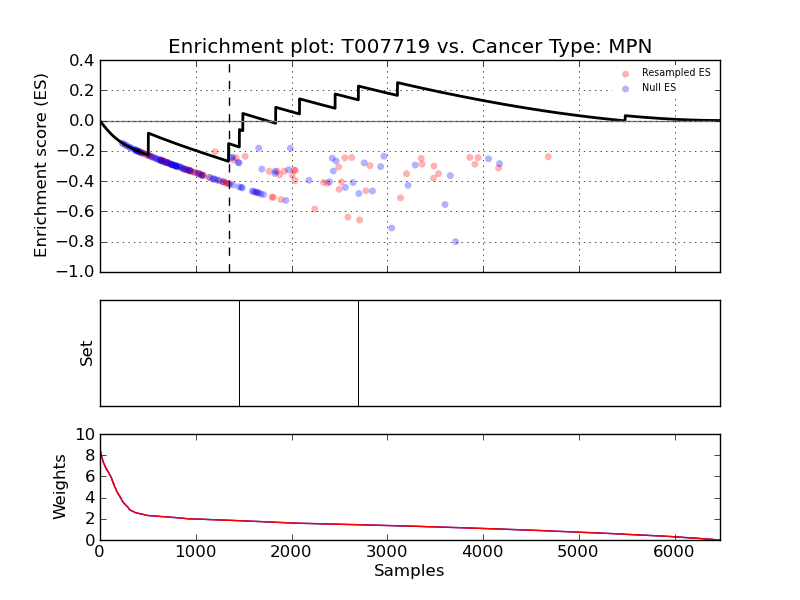 Enrichment plot: T007719 vs. Cancer Type: MPN
Enrichment score (ES)
0.4
0.2
0.0
−0.2
−0.4
−0.6
−0.8
−1.0
Resampled ES
Null ES
Set
Weights
10
8
6
4
2
0
0 1000 2000 3000 4000 5000 6000
Samples